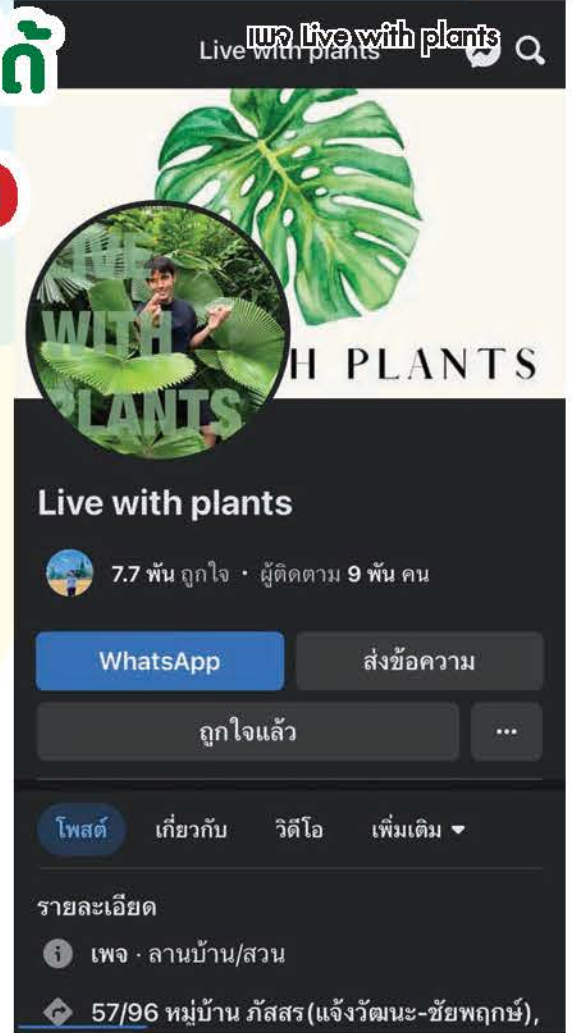 ถั
เพจ Live with plants
Live with plants
LIVE
WITH
PLANTS
H PLANTS
Live with plants
7.7 พัน ถูกใจ · ผู้ติดตาม 9 พัน คน
WhatsApp
ส่งข้อความ
ถูกใจแล้ว
โพสต์ เกี่ยวกับ วิดีโอ เพิ่มเติม
รายละเอียด
เพจ · ลานบ้าน/สวน
57/96 หมู่บ้าน ภัสสร(แจ้งวัฒนะ-ชัยพฤกษ์),